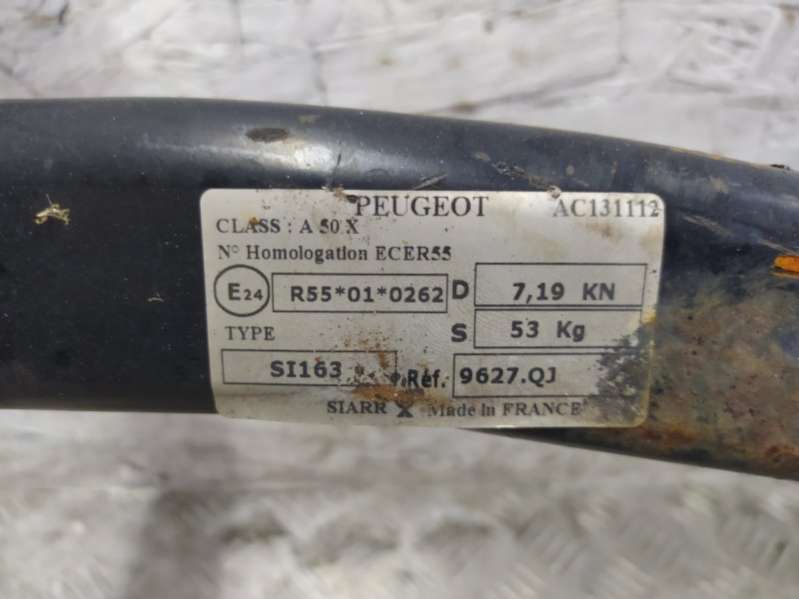 PEUGEOT AC131112
CLASS : A 50 X
N° Homologation ECER55
E24 R55*01*0262 D 7,19 KN
TYPE S 53 Kg
SI163 Réf. 9627.QJ
SIARR Made in FRANCE